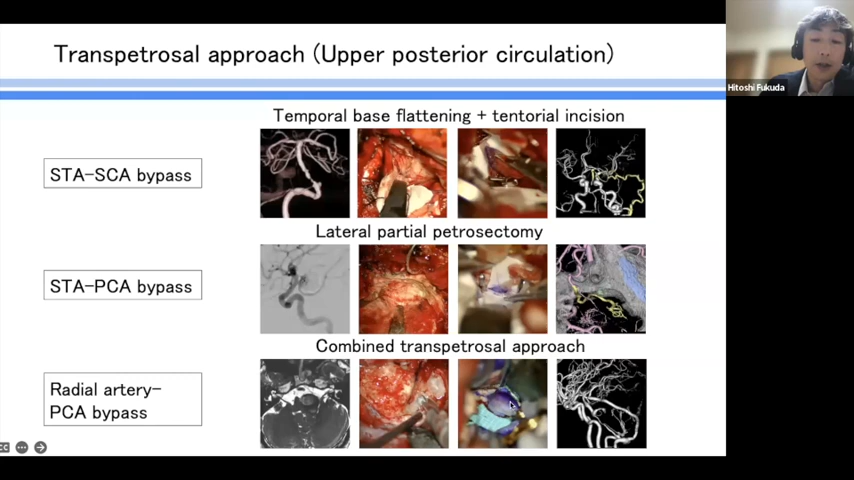 Transpetrosal approach (Upper posterior circulation)
Hitoshi Fukuda
Temporal base flattening + tentorial incision
STA-SCA bypass
Lateral partial petrosectomy
STA-PCA bypass
Combined transpetrosal approach
Radial artery-
PCA bypass